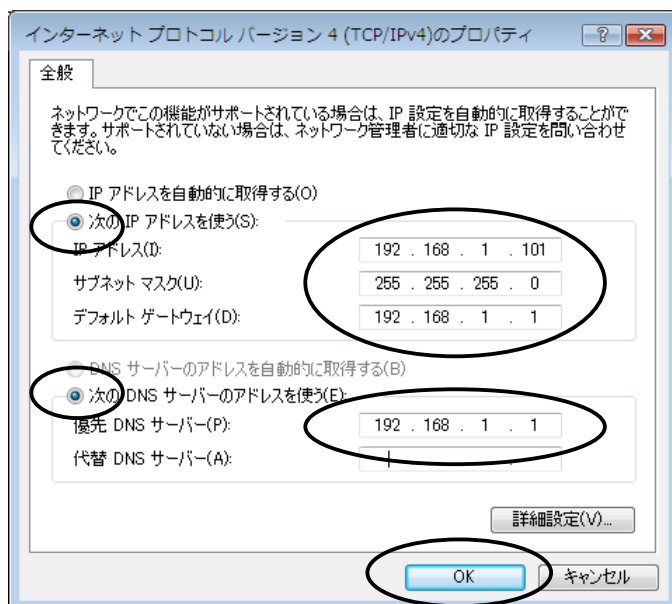 インターネット プロトコル バージョン 4 (TCP/IPv4)のプロパティ
全般
ネットワークでこの機能がサポートされている場合は、IP 設定を自動的に取得することがで
きます。サポートされていない場合は、ネットワーク管理者に適切な IP 設定を問い合わせ
てください。
IP アドレスを自動的に取得する(O)
次の IP アドレスを使う(S):
IP アドレス(I): 192 . 168 . 1 . 101
サブネット マスク(U): 255 . 255 . 255 . 0
デフォルト ゲートウェイ(D): 192 . 168 . 1 . 1
DNS サーバーのアドレスを自動的に取得する(B)
次の DNS サーバーのアドレスを使う(E):
優先 DNS サーバー(P): 192 . 168 . 1 . 1
代替 DNS サーバー(A): . . .
詳細設定(V)...
OK キャンセル